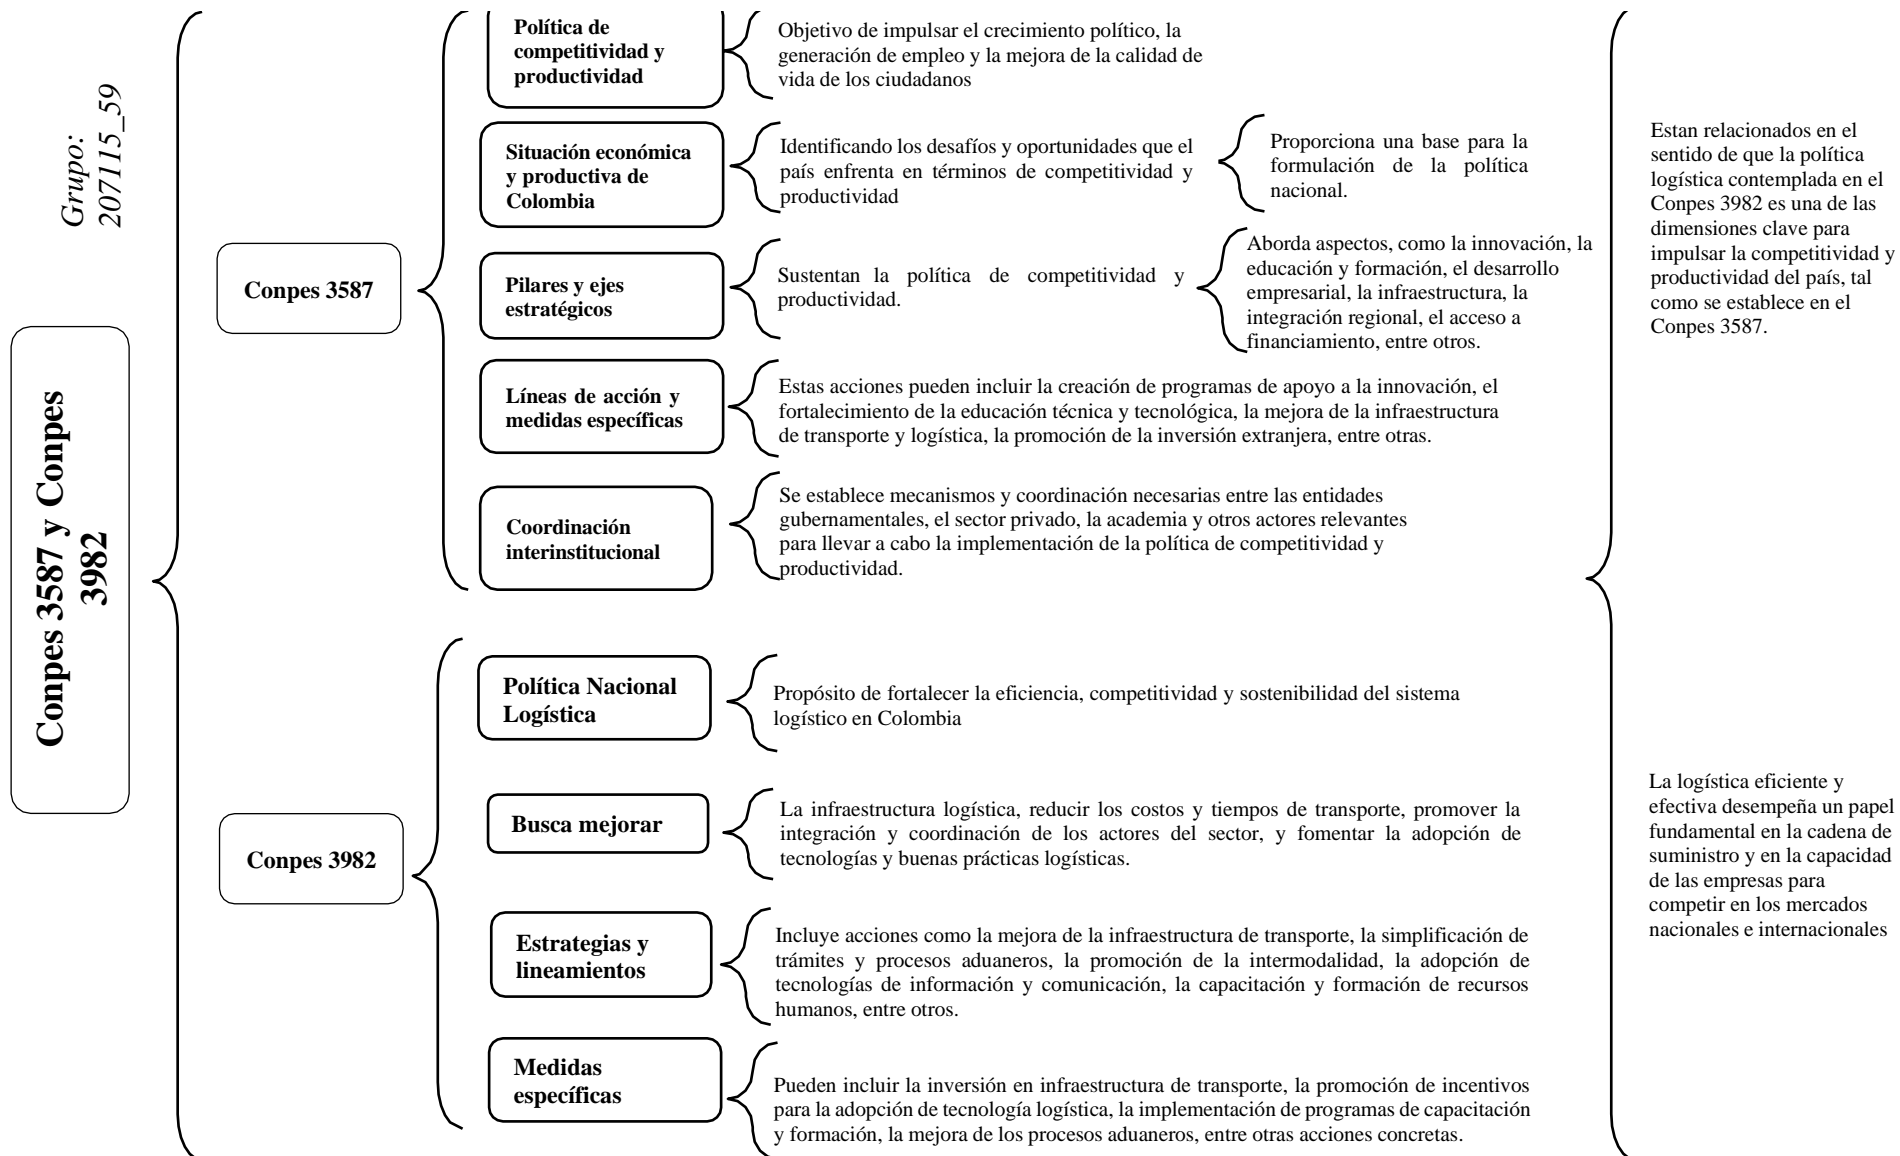 Grupo:
207115_59
Conpes 3587 y Conpes
3982
Conpes 3587
Política de
competitividad y
productividad
Objetivo de impulsar el crecimiento político, la
generación de empleo y la mejora de la calidad de
vida de los ciudadanos
Situación económica
y productiva de
Colombia
Identificando los desafíos y oportunidades que el
país enfrenta en términos de competitividad y
productividad
Proporciona una base para la
formulación de la política
nacional.
Pilares y ejes
estratégicos
Sustentan la política de competitividad y
productividad.
Aborda aspectos, como la innovación, la
educación y formación, el desarrollo
empresarial, la infraestructura, la
integración regional, el acceso a
financiamiento, entre otros.
Líneas de acción y
medidas específicas
Estas acciones pueden incluir la creación de programas de apoyo a la innovación, el
fortalecimiento de la educación técnica y tecnológica, la mejora de la infraestructura
de transporte y logística, la promoción de la inversión extranjera, entre otras.
Coordinación
interinstitucional
Se establece mecanismos y coordinación necesarias entre las entidades
gubernamentales, el sector privado, la academia y otros actores relevantes
para llevar a cabo la implementación de la política de competitividad y
productividad.
Conpes 3982
Política Nacional
Logística
Propósito de fortalecer la eficiencia, competitividad y sostenibilidad del sistema
logístico en Colombia
Busca mejorar
La infraestructura logística, reducir los costos y tiempos de transporte, promover la
integración y coordinación de los actores del sector, y fomentar la adopción de
tecnologías y buenas prácticas logísticas.
Estrategias y
lineamientos
Incluye acciones como la mejora de la infraestructura de transporte, la simplificación de
trámites y procesos aduaneros, la promoción de la intermodalidad, la adopción de
tecnologías de información y comunicación, la capacitación y formación de recursos
humanos, entre otros.
Medidas
específicas
Pueden incluir la inversión en infraestructura de transporte, la promoción de incentivos
para la adopción de tecnología logística, la implementación de programas de capacitación
y formación, la mejora de los procesos aduaneros, entre otras acciones concretas.
Estan relacionados en el
sentido de que la política
logística contemplada en el
Conpes 3982 es una de las
dimensiones clave para
impulsar la competitividad y
productividad del país, tal
como se establece en el
Conpes 3587.
La logística eficiente y
efectiva desempeña un papel
fundamental en la cadena de
suministro y en la capacidad
de las empresas para
competir en los mercados
nacionales e internacionales